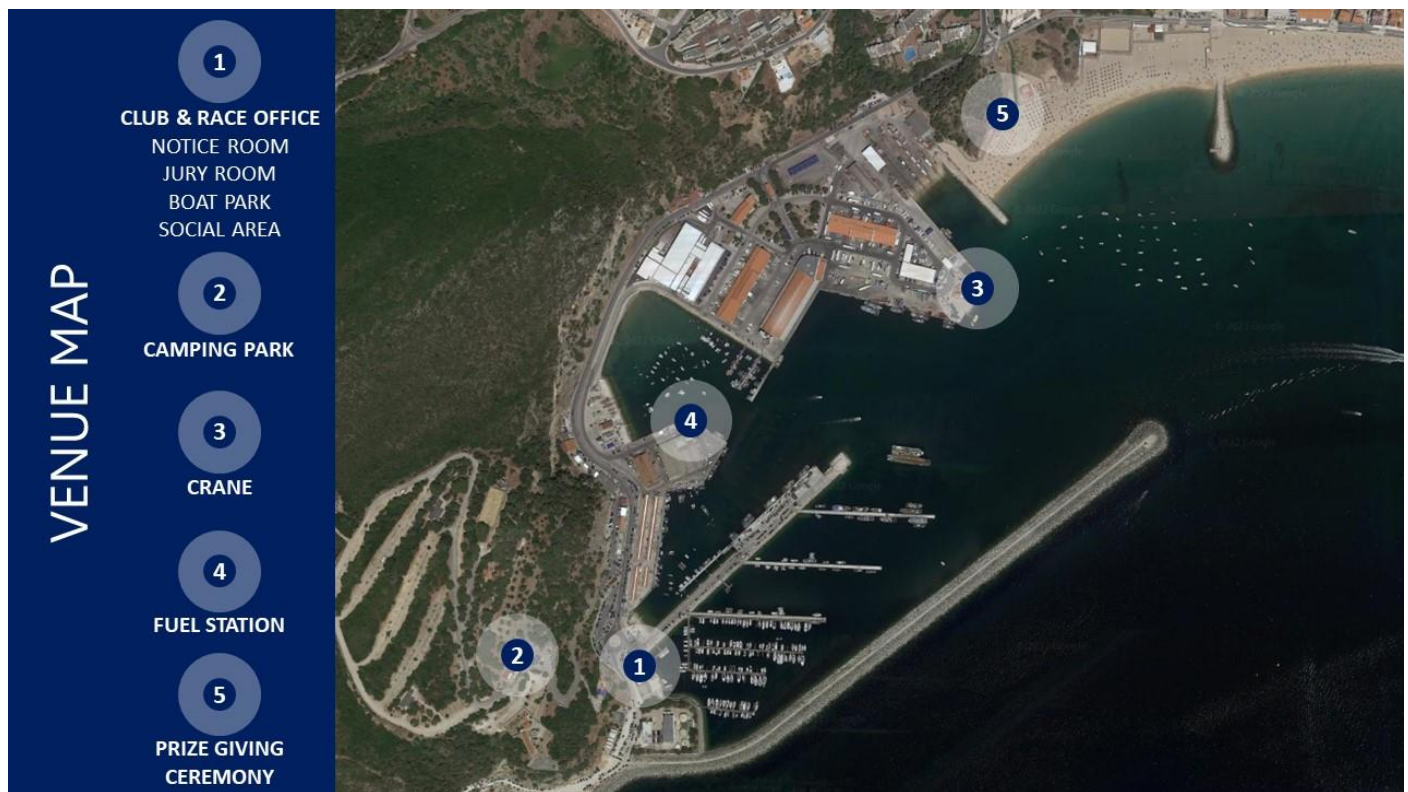 VENUE MAP
1
CLUB & RACE OFFICE
NOTICE ROOM
JURY ROOM
BOAT PARK
SOCIAL AREA
2
CAMPING PARK
3
CRANE
4
FUEL STATION
5
PRIZE GIVING
CEREMONY
5
3
4
2
1